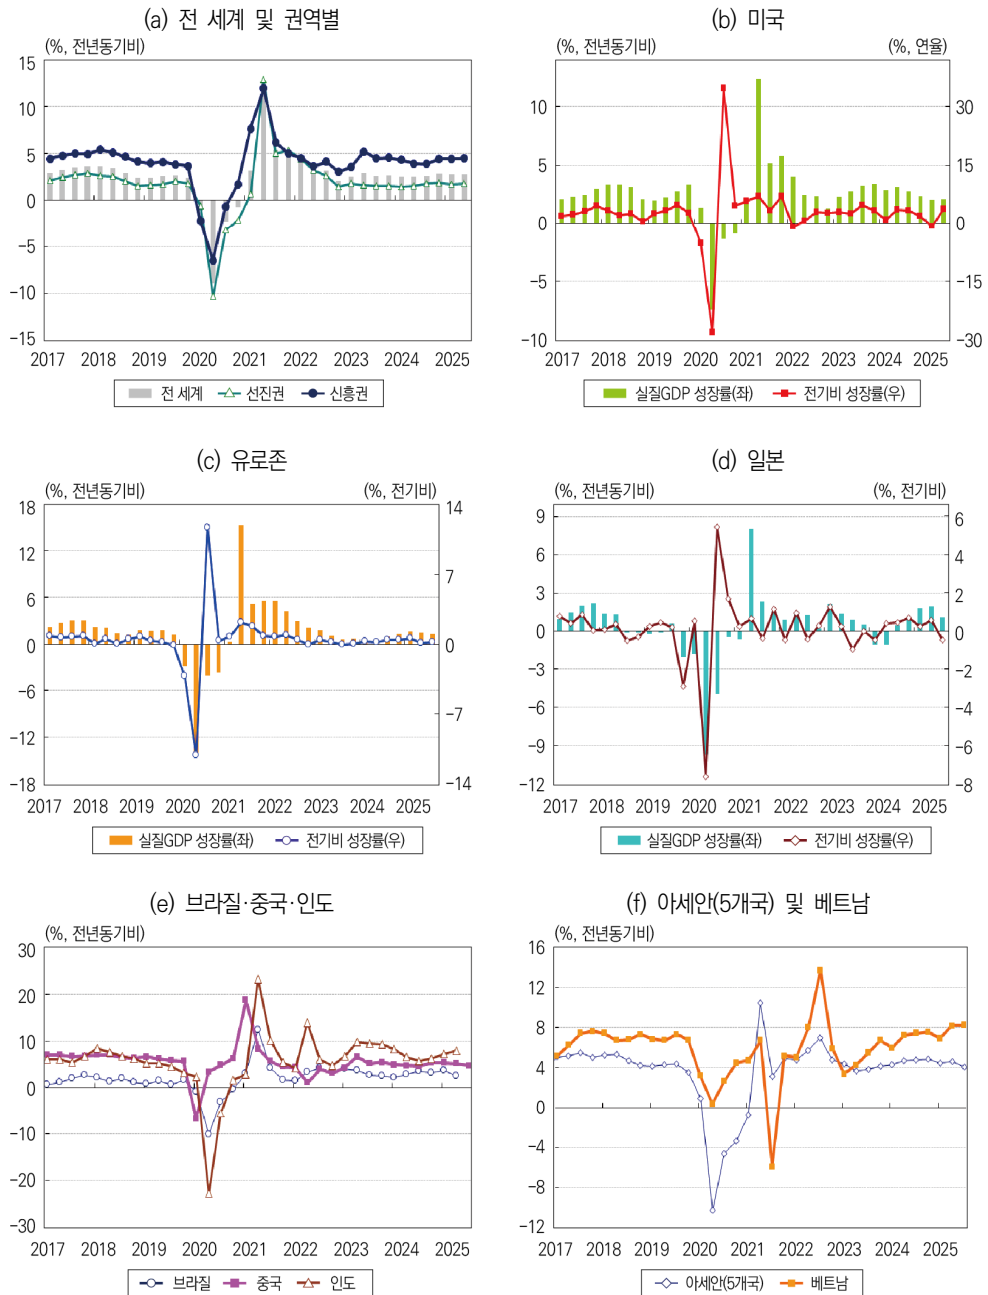 (a) 전 세계 및 권역별
(%, 전년동기비)
15
10
5
0
−5
−10
−15
2017 2018 2019 2020 2021 2022 2023 2024 2025
전 세계 선진권 신흥권
(b) 미국
(%, 전년동기비) (%, 연율)
10 30
5 15
0 0
−5 −15
−10 −30
2017 2018 2019 2020 2021 2022 2023 2024 2025
실질GDP 성장률(좌) 전기비 성장률(우)
(c) 유로존
(%, 전년동기비) (%, 전기비)
18 14
12
7
6
0 0
−6
−7
−12
−18 −14
2017 2018 2019 2020 2021 2022 2023 2024 2025
실질GDP 성장률(좌) 전기비 성장률(우)
(d) 일본
(%, 전년동기비) (%, 전기비)
9 6
6 4
3 2
0 0
−3 −2
−6 −4
−9 −6
−12 −8
2017 2018 2019 2020 2021 2022 2023 2024 2025
실질GDP 성장률(좌) 전기비 성장률(우)
(e) 브라질·중국·인도
(%, 전년동기비)
30
20
10
0
−10
−20
−30
2017 2018 2019 2020 2021 2022 2023 2024 2025
브라질 중국 인도
(f) 아세안(5개국) 및 베트남
(%, 전년동기비)
16
12
8
4
0
−4
−8
−12
2017 2018 2019 2020 2021 2022 2023 2024 2025
아세안(5개국) 베트남